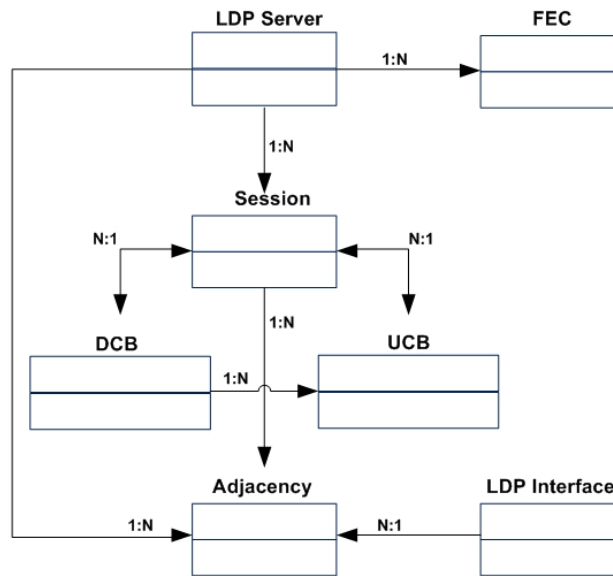 LDP Server
FEC
1:N
1:N
Session
N:1
N:1
1:N
DCB
UCB
1:N
Adjacency
LDP Interface
1:N
N:1